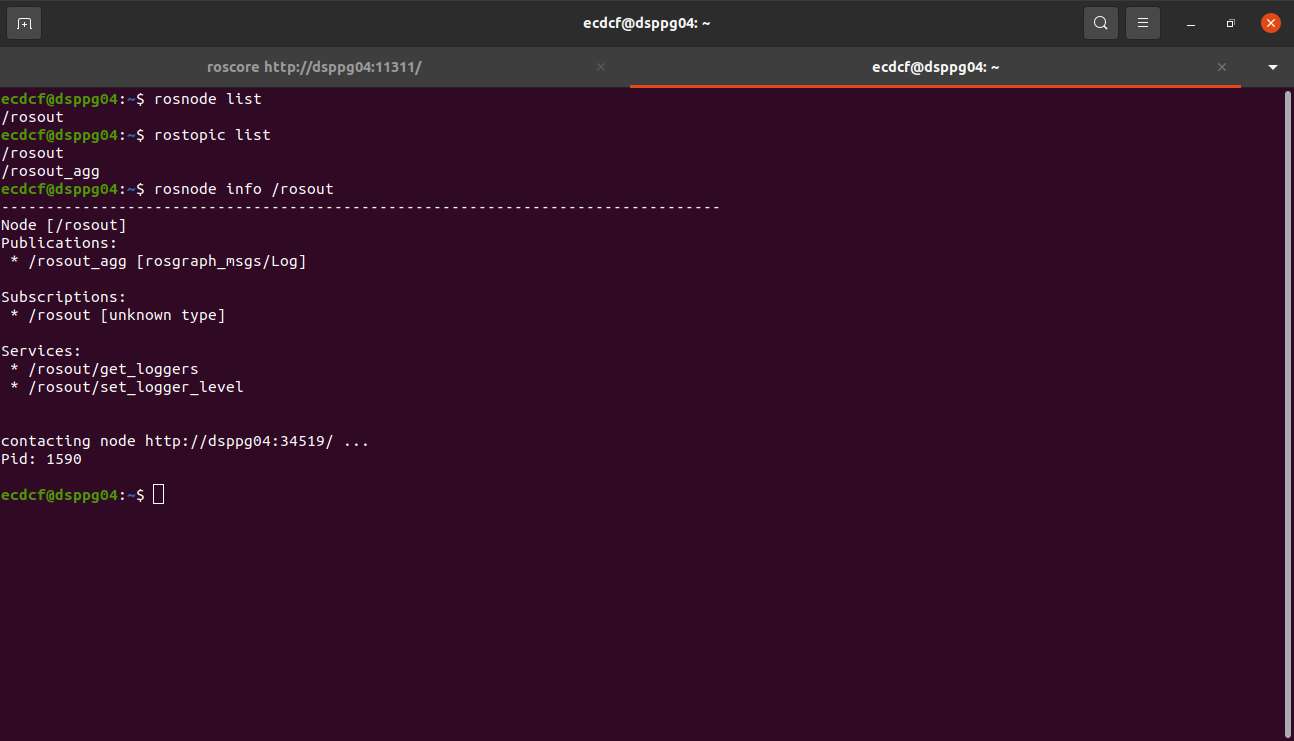 ecdcf@dsppg04: ~
roscore http://dsppg04:11311/
ecdcf@dsppg04: ~
ecdcf@dsppg04:~$ rosnode list
/rosout
ecdcf@dsppg04:~$ rostopic list
/rosout
/rosout_agg
ecdcf@dsppg04:~$ rosnode info /rosout
--------------------------------------------------------------------------------
Node [/rosout]
Publications:
 * /rosout_agg [rosgraph_msgs/Log]

Subscriptions:
 * /rosout [unknown type]

Services:
 * /rosout/get_loggers
 * /rosout/set_logger_level


contacting node http://dsppg04:34519/ ...
Pid: 1590

ecdcf@dsppg04:~$